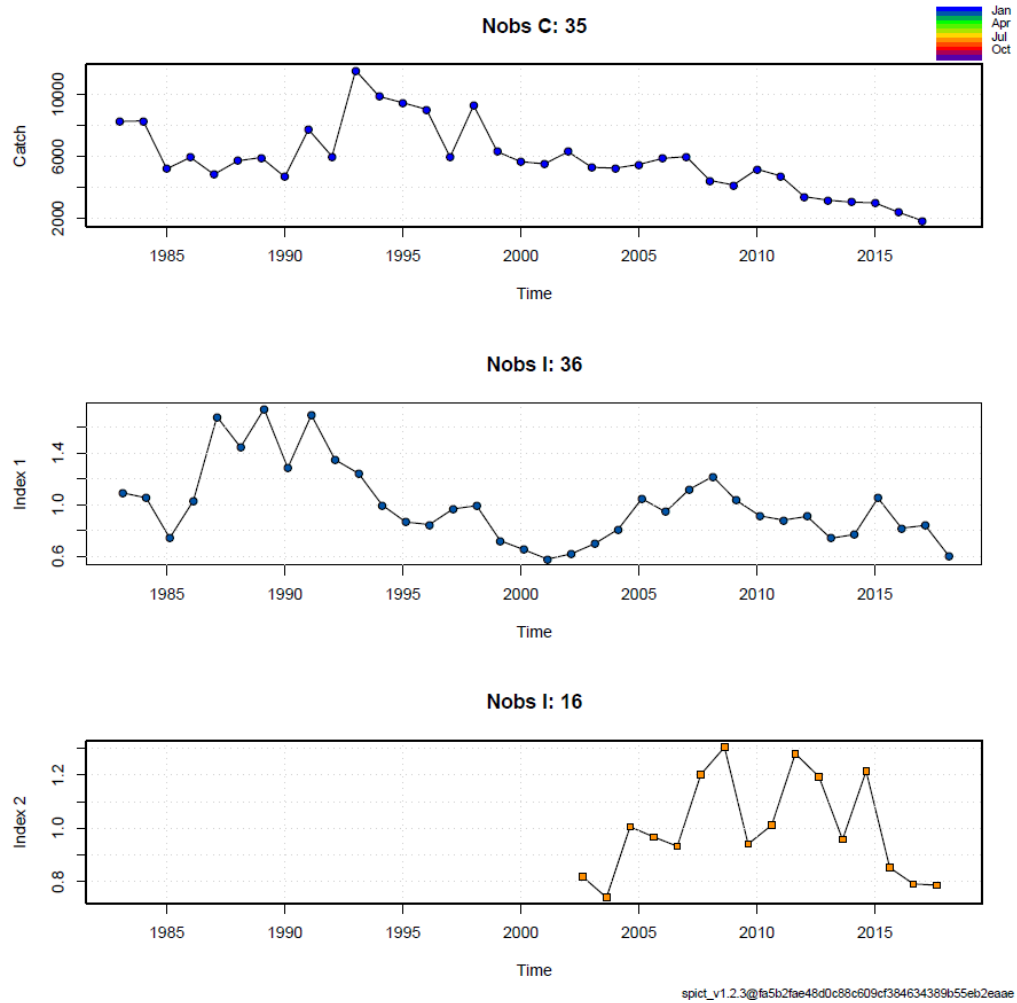 Nobs C: 35
Jan
Apr
Jul
Oct
Catch
10000
6000
2000
1985 1990 1995 2000 2005 2010 2015
Time
Nobs I: 36
Index 1
1.4
1.0
0.6
1985 1990 1995 2000 2005 2010 2015
Time
Nobs I: 16
Index 2
1.2
1.0
0.8
1985 1990 1995 2000 2005 2010 2015
Time
spict_v1.2.3@fa5b2fae48d0c88c609cf384634389b55eb2eaae